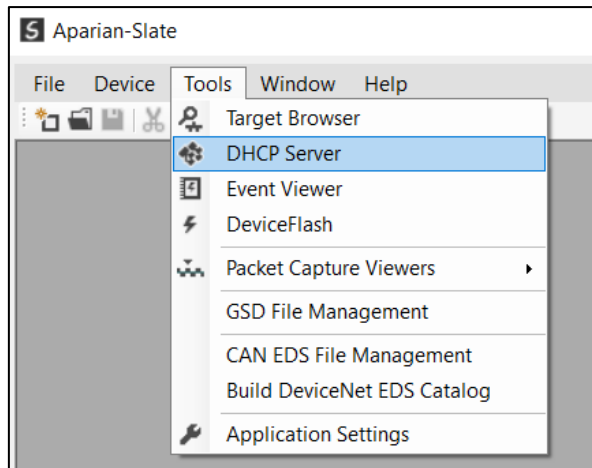 Aparian-Slate
File Device Tools Window Help
Target Browser
DHCP Server
Event Viewer
DeviceFlash
Packet Capture Viewers
GSD File Management
CAN EDS File Management
Build DeviceNet EDS Catalog
Application Settings